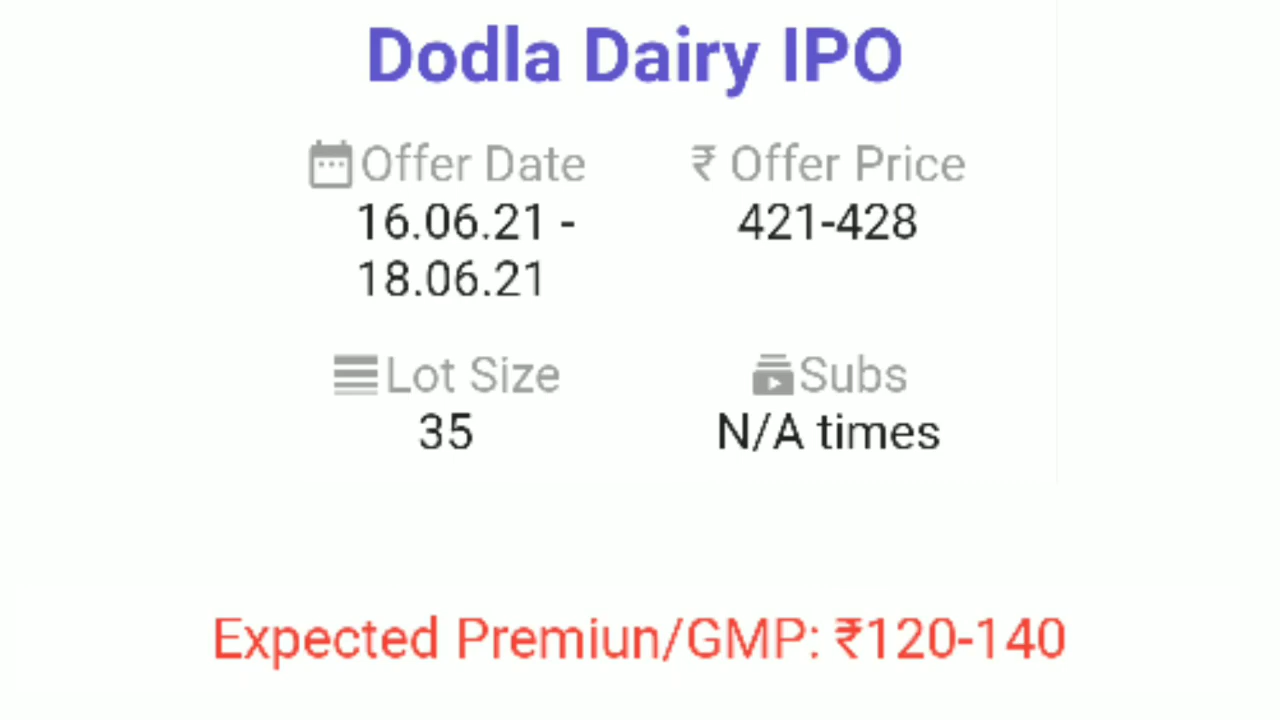 Dodla Dairy IPO
Offer Date
₹ Offer Price
16.06.21 -
18.06.21
421-428
Lot Size
Subs
35
N/A times
Expected Premiun/GMP: ₹120-140